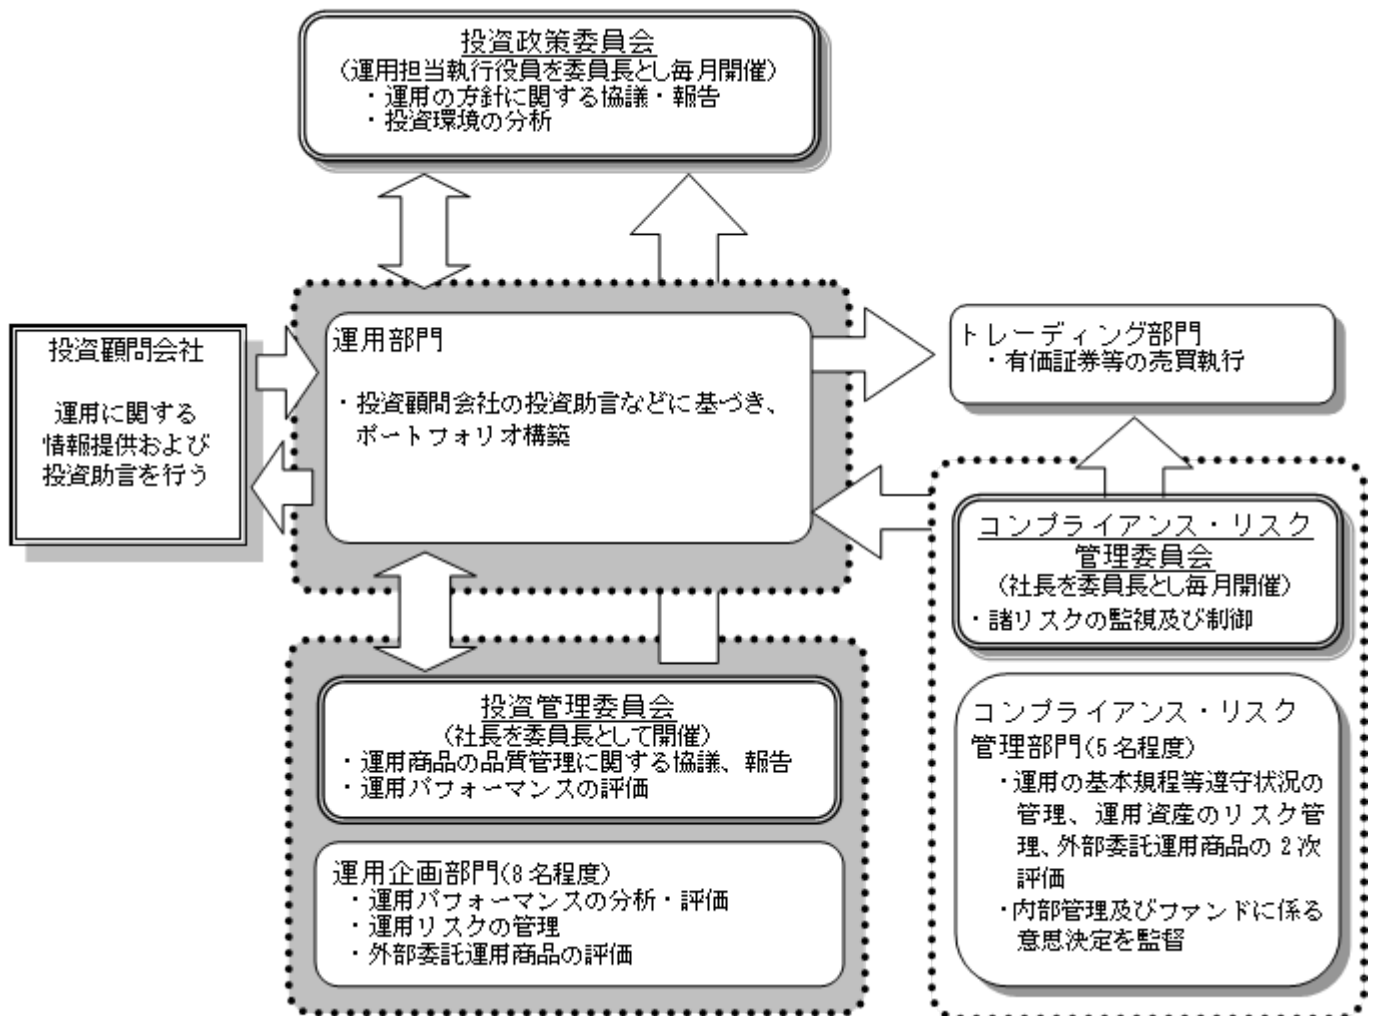 投資政策委員会
(運用担当執行役員を委員長とし毎月開催)
・運用の方針に関する協議・報告
・投資環境の分析
投資顧問会社
運用に関する
情報提供および
投資助言を行う
運用部門
・投資顧問会社の投資助言などに基づき、
ポートフォリオ構築
トレーディング部門
・有価証券等の売買執行
コンプライアンス・リスク
管理委員会
(社長を委員長とし毎月開催)
・諸リスクの監視及び制御
コンプライアンス・リスク
管理部門(5名程度)
・運用の基本規程等遵守状況の
管理、運用資産のリスク管
理、外部委託運用商品の2次
評価
・内部管理及びファンドに係る
意思決定を監督
投資管理委員会
(社長を委員長として開催)
・運用商品の品質管理に関する協議、報告
・運用パフォーマンスの評価
運用企画部門(8名程度)
・運用パフォーマンスの分析・評価
・運用リスクの管理
・外部委託運用商品の評価